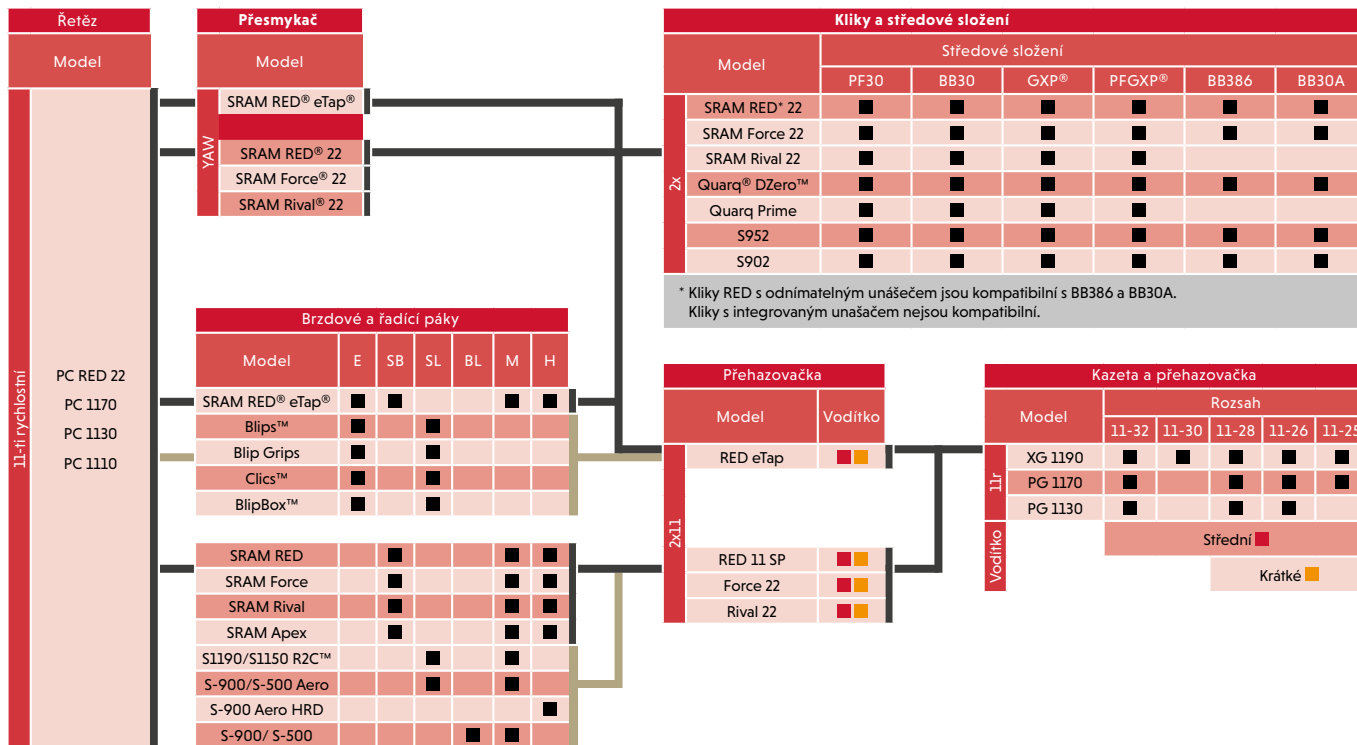 Řetěz
Model
11-ti rychlostní
PC RED 22
PC 1170
PC 1130
PC 1110
Přesmykač
Model
YAW
SRAM RED® eTap®
SRAM RED® 22
SRAM Force® 22
SRAM Rival® 22
Kliky a středové složení
Model
Středové složení
PF30 BB30 GXP® PFGXP® BB386 BB30A
2x
SRAM RED* 22
SRAM Force 22
SRAM Rival 22
Quarq® DZero™
Quarq Prime
S952
S902
* Kliky RED s odnímatelným unášečem jsou kompatibilní s BB386 a BB30A.
Kliky s integrovaným unašačem nejsou kompatibilní.
Brzdové a řadící páky
Model E SB SL BL M H
SRAM RED® eTap®
Blips™
Blip Grips
Clics™
BlipBox™
SRAM RED
SRAM Force
SRAM Rival
SRAM Apex
S1190/S1150 R2C™
S-900/S-500 Aero
S-900 Aero HRD
S-900/ S-500
Přehazovačka
Model Vodítko
2x11
RED eTap
RED 11 SP
Force 22
Rival 22
Kazeta a přehazovačka
Model
Rozsah
11-32 11-30 11-28 11-26 11-25
11r
XG 1190
PG 1170
PG 1130
Vodítko
Střední
Krátké